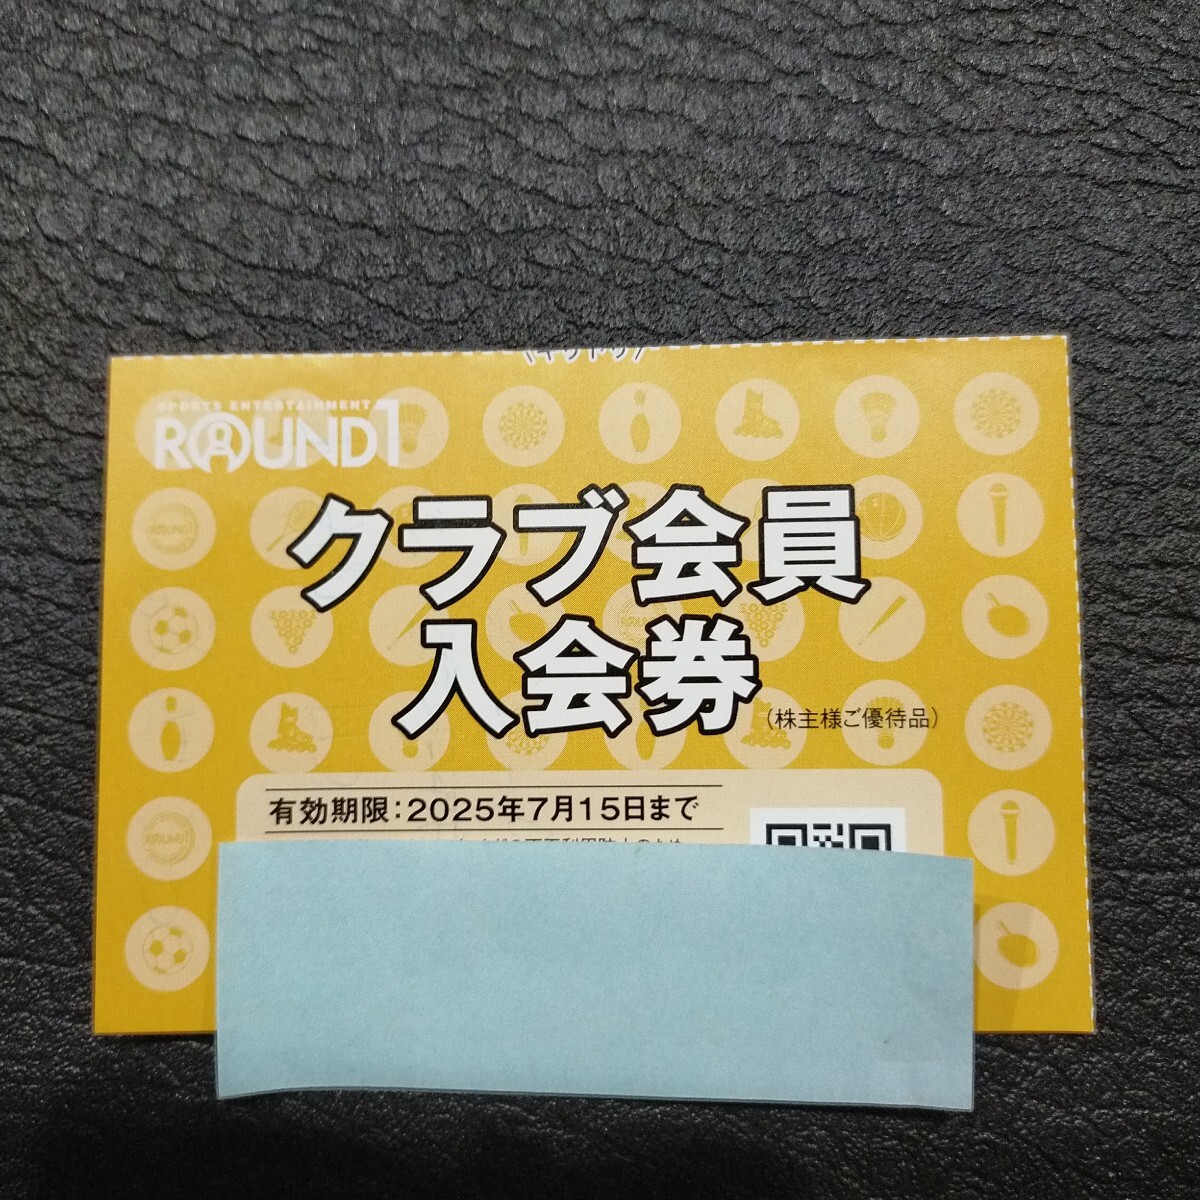 SPORTS ENTERTAINMENT
ROUND1
クラブ会員
入会券
（株主様ご優待品）
有効期限：2025年7月15日まで